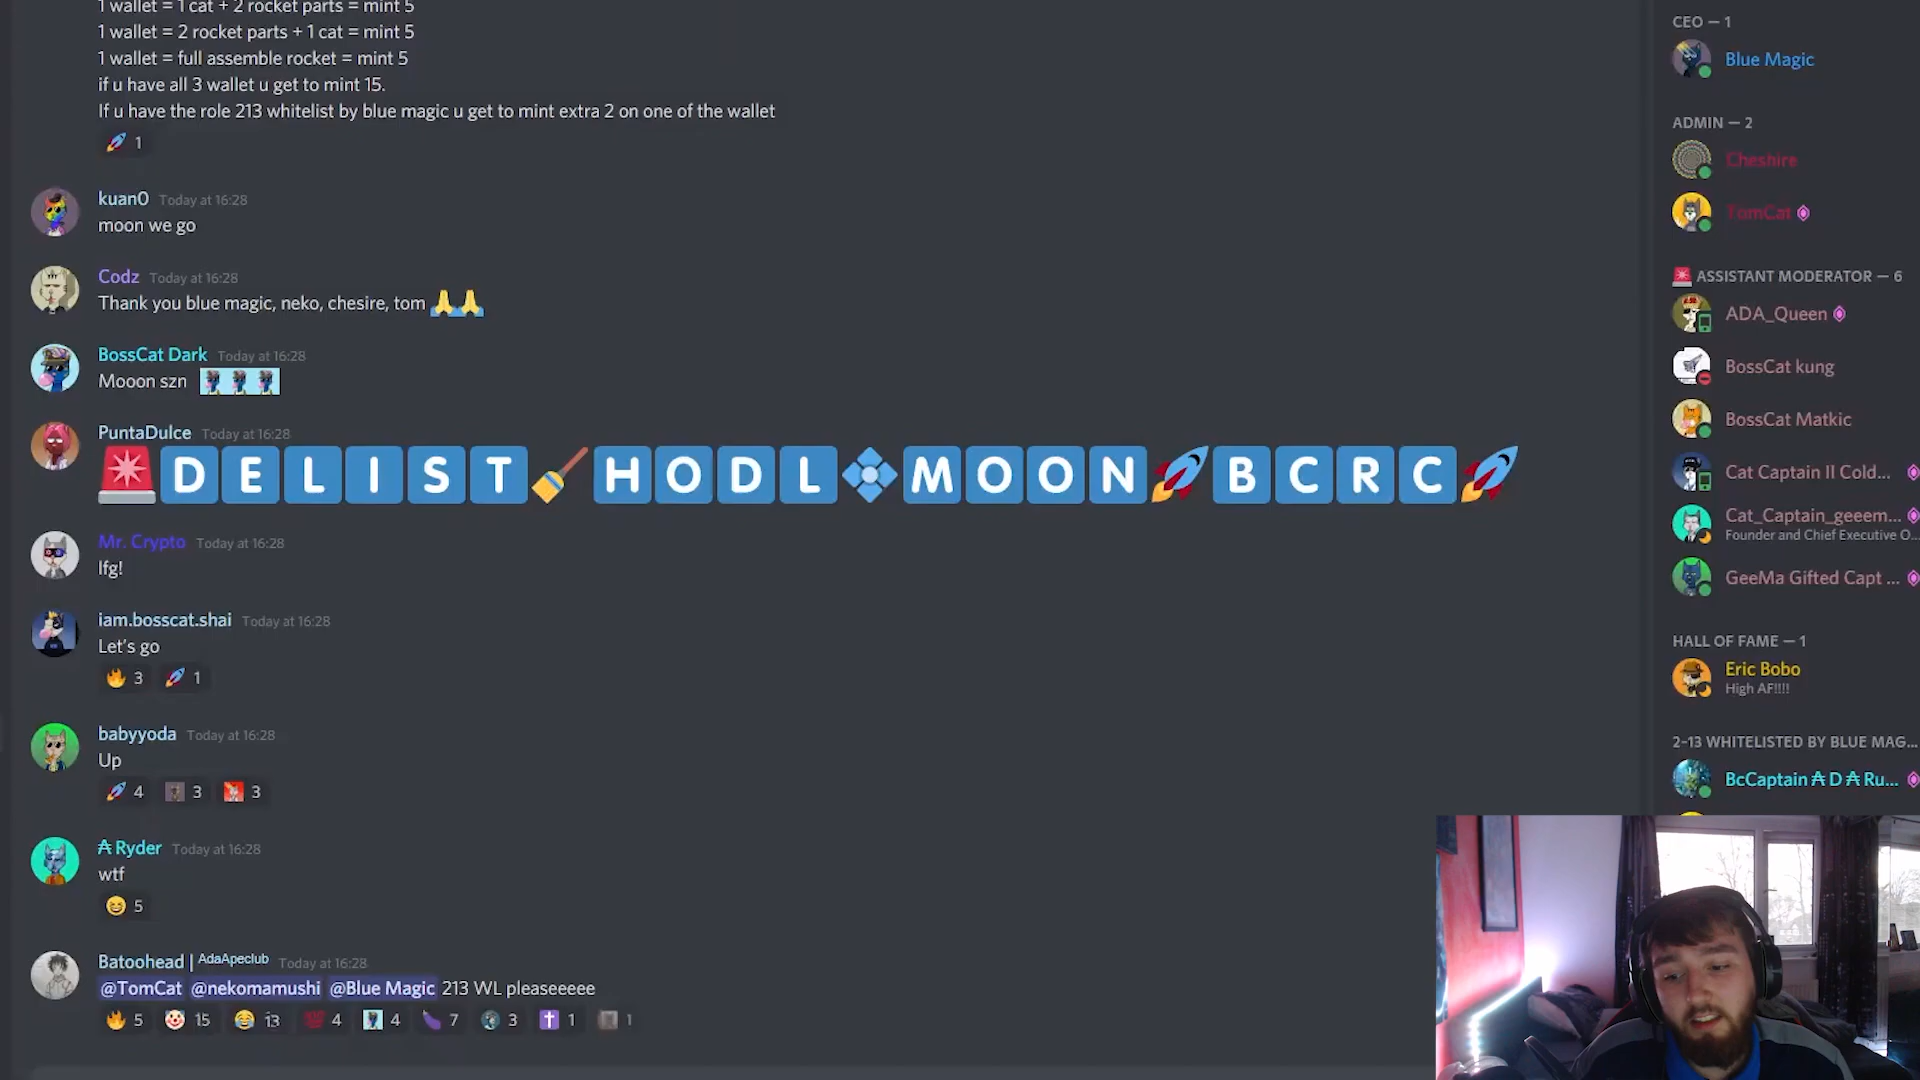 1 wallet = 1 cat + 2 rocket parts = mint 5
1 wallet = 2 rocket parts + 1 cat = mint 5
1 wallet = full assemble rocket = mint 5
if u have all 3 wallet u get to mint 15.
If u have the role 213 whitelist by blue magic u get to mint extra 2 on one of the wallet
1
kuan0 Today at 16:28
moon we go
Codz Today at 16:28
Thank you blue magic, neko, chesire, tom
BossCat Dark Today at 16:28
Mooon szn
PuntaDulce Today at 16:28
DELIST HODL MOON BCRC
Mr. Crypto Today at 16:28
lfg!
iam.bosscat.shai Today at 16:28
Let's go
3 1
babyyoda Today at 16:28
Up
4 3 3
₳ Ryder Today at 16:28
wtf
5
Batoohead | AdaApeclub Today at 16:28
@TomCat @nekomamushi @Blue Magic 213 WL pleaseeeee
5 15 13 4 4 7 3 1 1
CEO — 1
Blue Magic
ADMIN — 2
Cheshire
TomCat
ASSISTANT MODERATOR — 6
ADA_Queen
BossCat kung
BossCat Matkic
Cat Captain II Cold...
Cat_Captain_geeem...
Founder and Chief Executive O...
GeeMa Gifted Capt ...
HALL OF FAME — 1
Eric Bobo
High AF!!!!
2-13 WHITELISTED BY BLUE MAG...
BcCaptain ₳ D ₳ Ru...